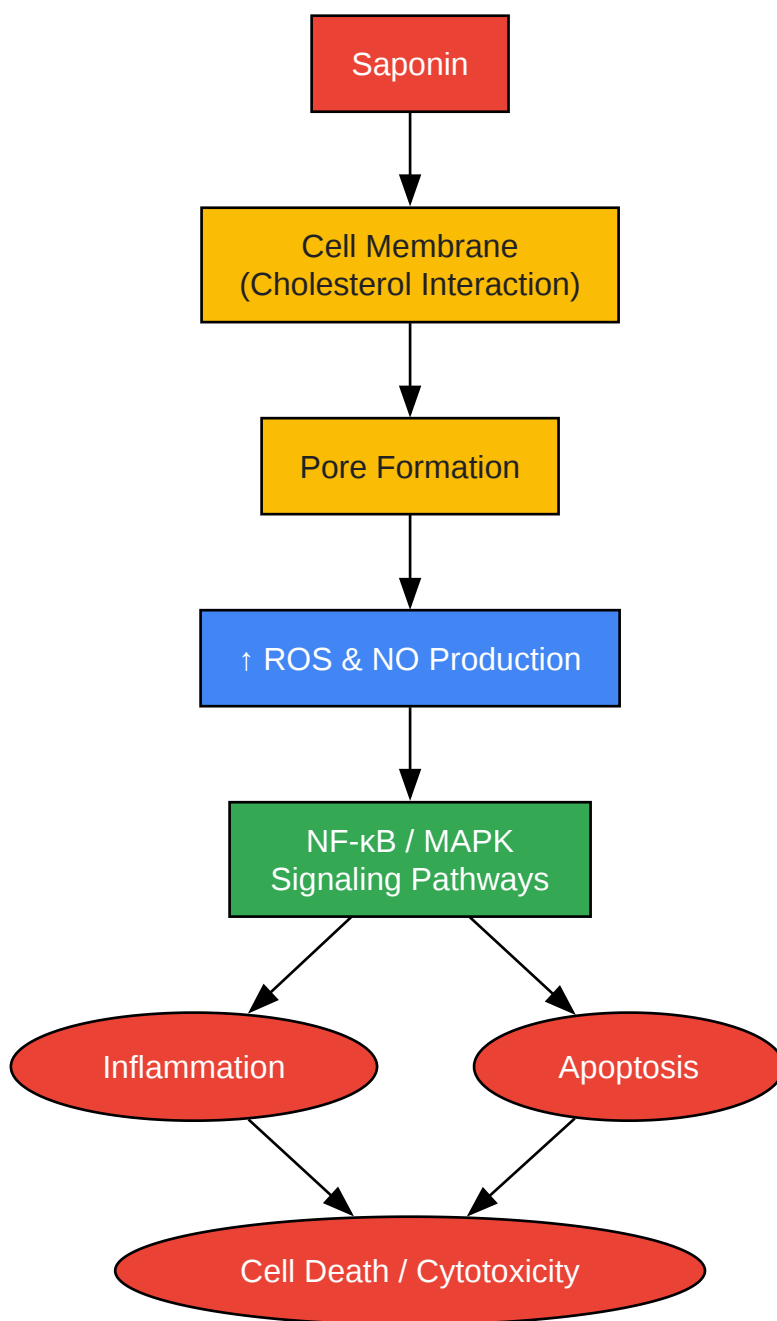 Saponin
Cell Membrane
(Cholesterol Interaction)
Pore Formation
↑ ROS & NO Production
NF-κB / MAPK
Signaling Pathways
Inflammation
Apoptosis
Cell Death / Cytotoxicity